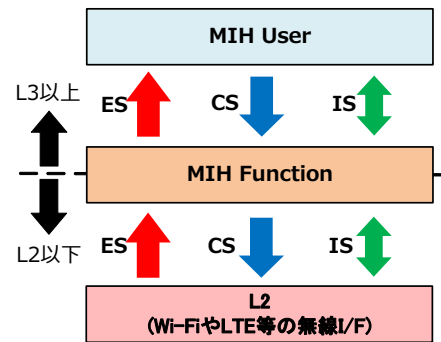 MIH User
L3以上
ES
CS
IS
MIH Function
L2以下
ES
CS
IS
L2
(Wi-FiやLTE等の無線I/F)